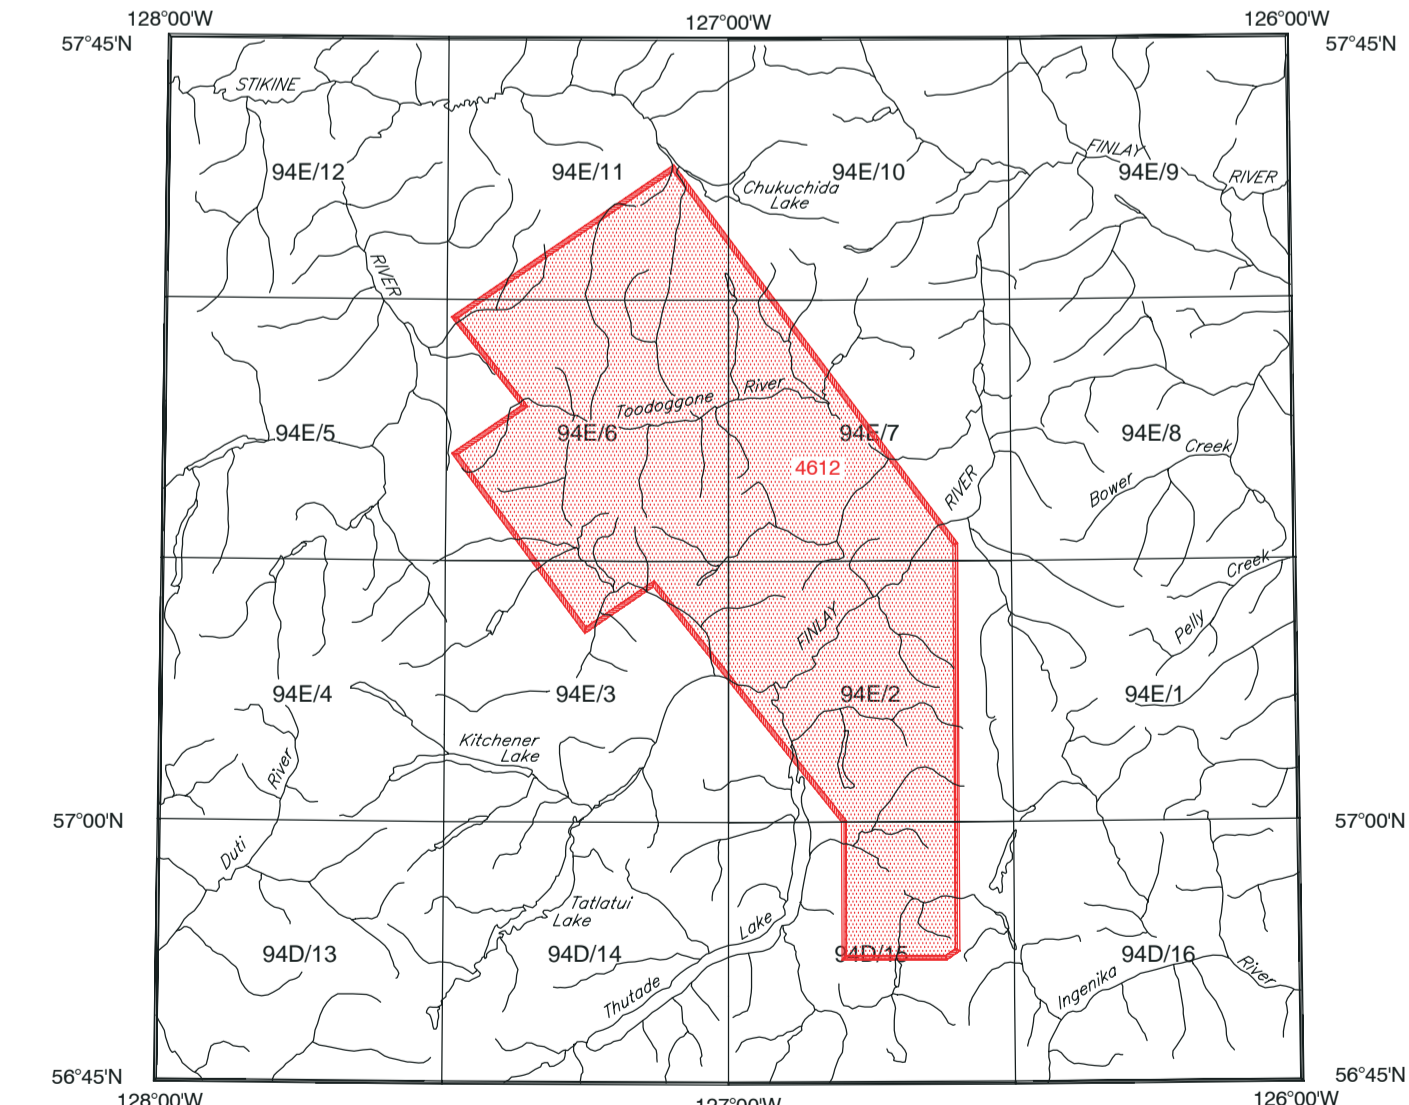 128°00'W
127°00'W
126°00'W
57°45'N
57°45'N
STIKINE
94E/12
94E/11
94E/10
FINLAY
94E/9
RIVER
Chukuchida
Lake
RIVER
94E/5
94E/6
Toodoggone
River
94E/7
94E/8
Creek
4612
RIVER
Bower
Creek
Pelly
FINLAY
94E/4
94E/3
94E/2
94E/1
Kitchener
Lake
River
57°00'N
57°00'N
Duti
Tatlatui
Lake
Lake
94D/13
94D/14
94D/15
94D/16
River
Ingenika
Thutade
56°45'N
56°45'N
128°00'W
127°00'W
126°00'W